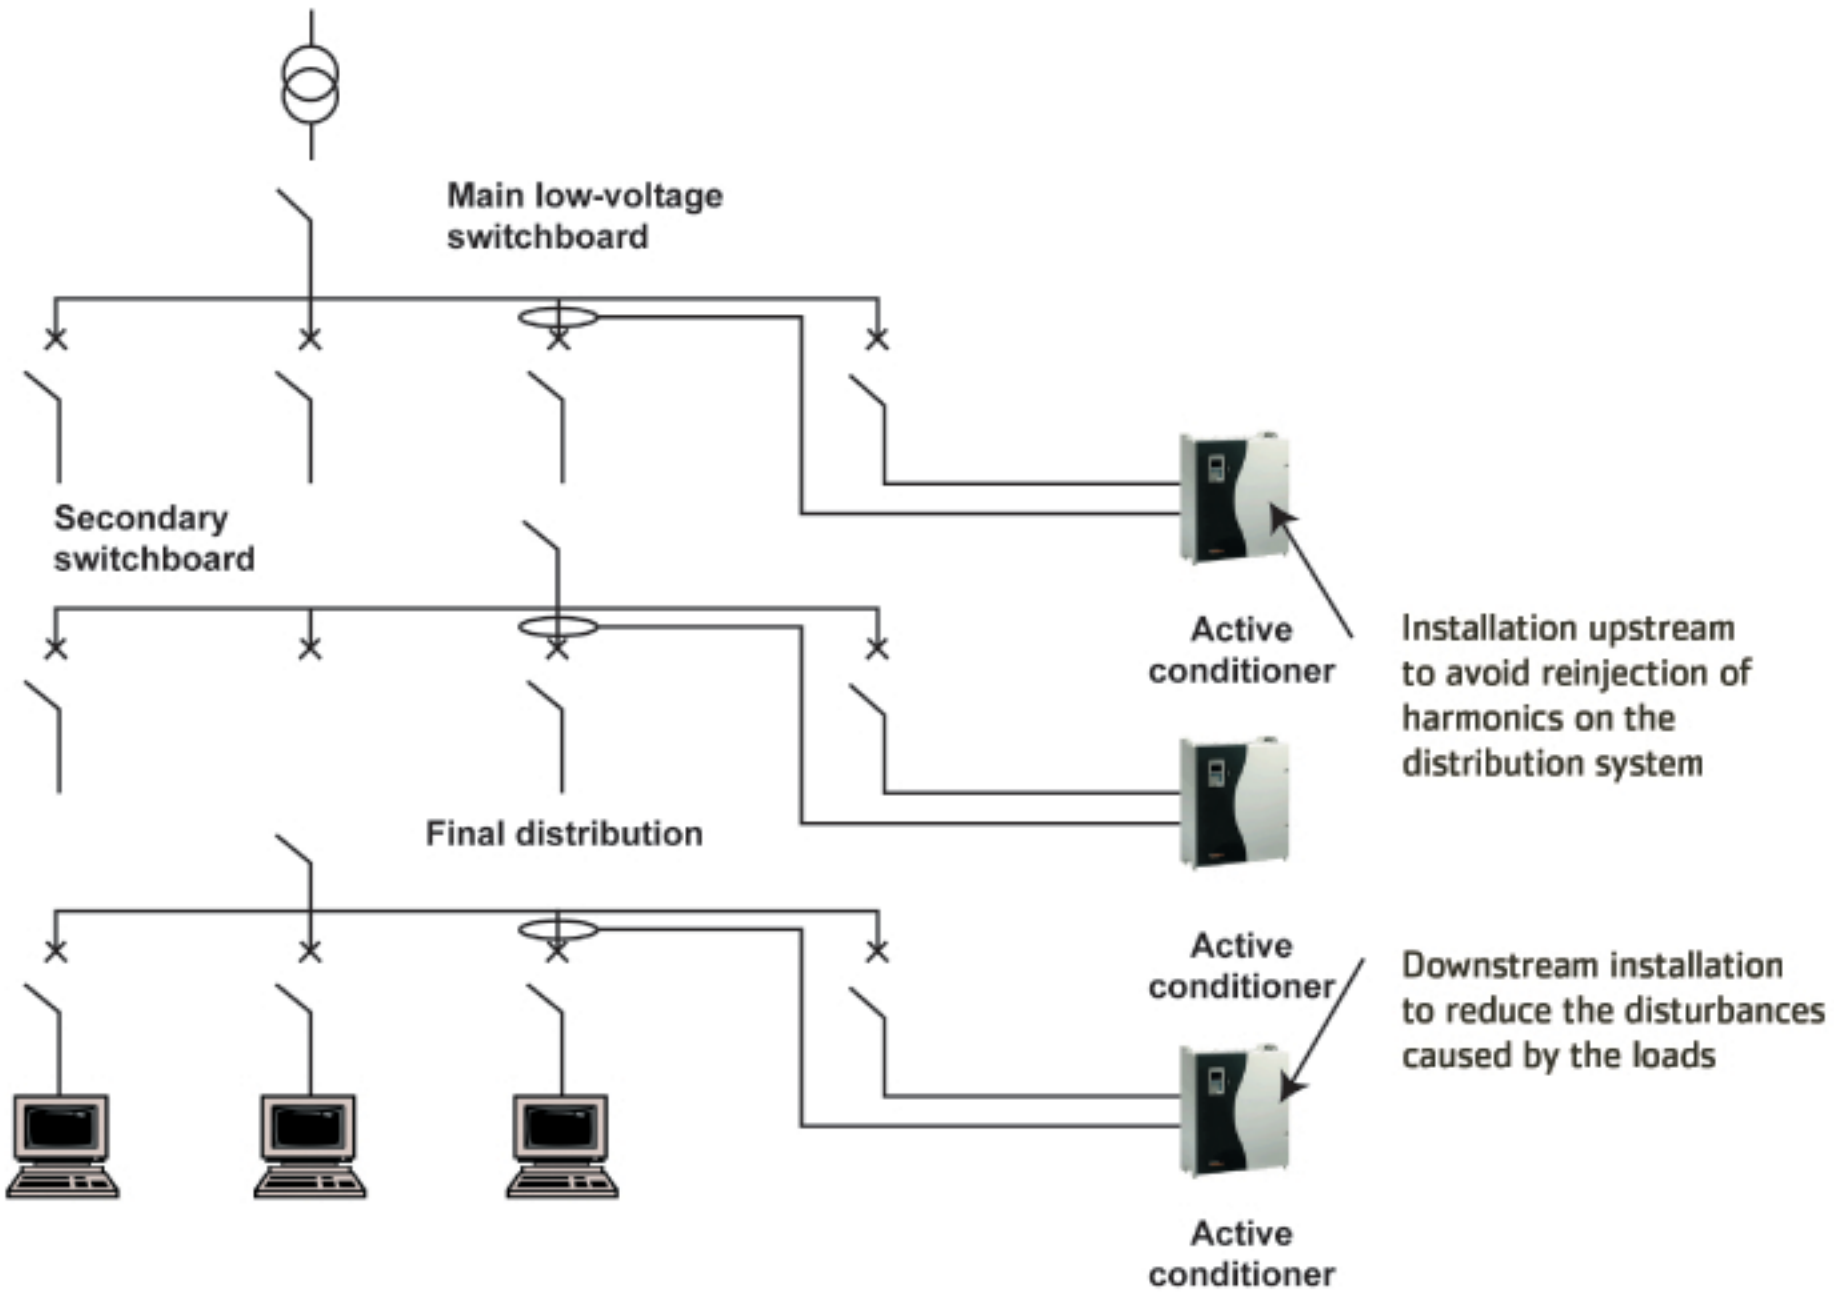 Main low-voltage
switchboard
Secondary
switchboard
Active
conditioner
Installation upstream
to avoid reinjection of
harmonics on the
distribution system
Final distribution
Active
conditioner
Downstream installation
to reduce the disturbances
caused by the loads
Active
conditioner